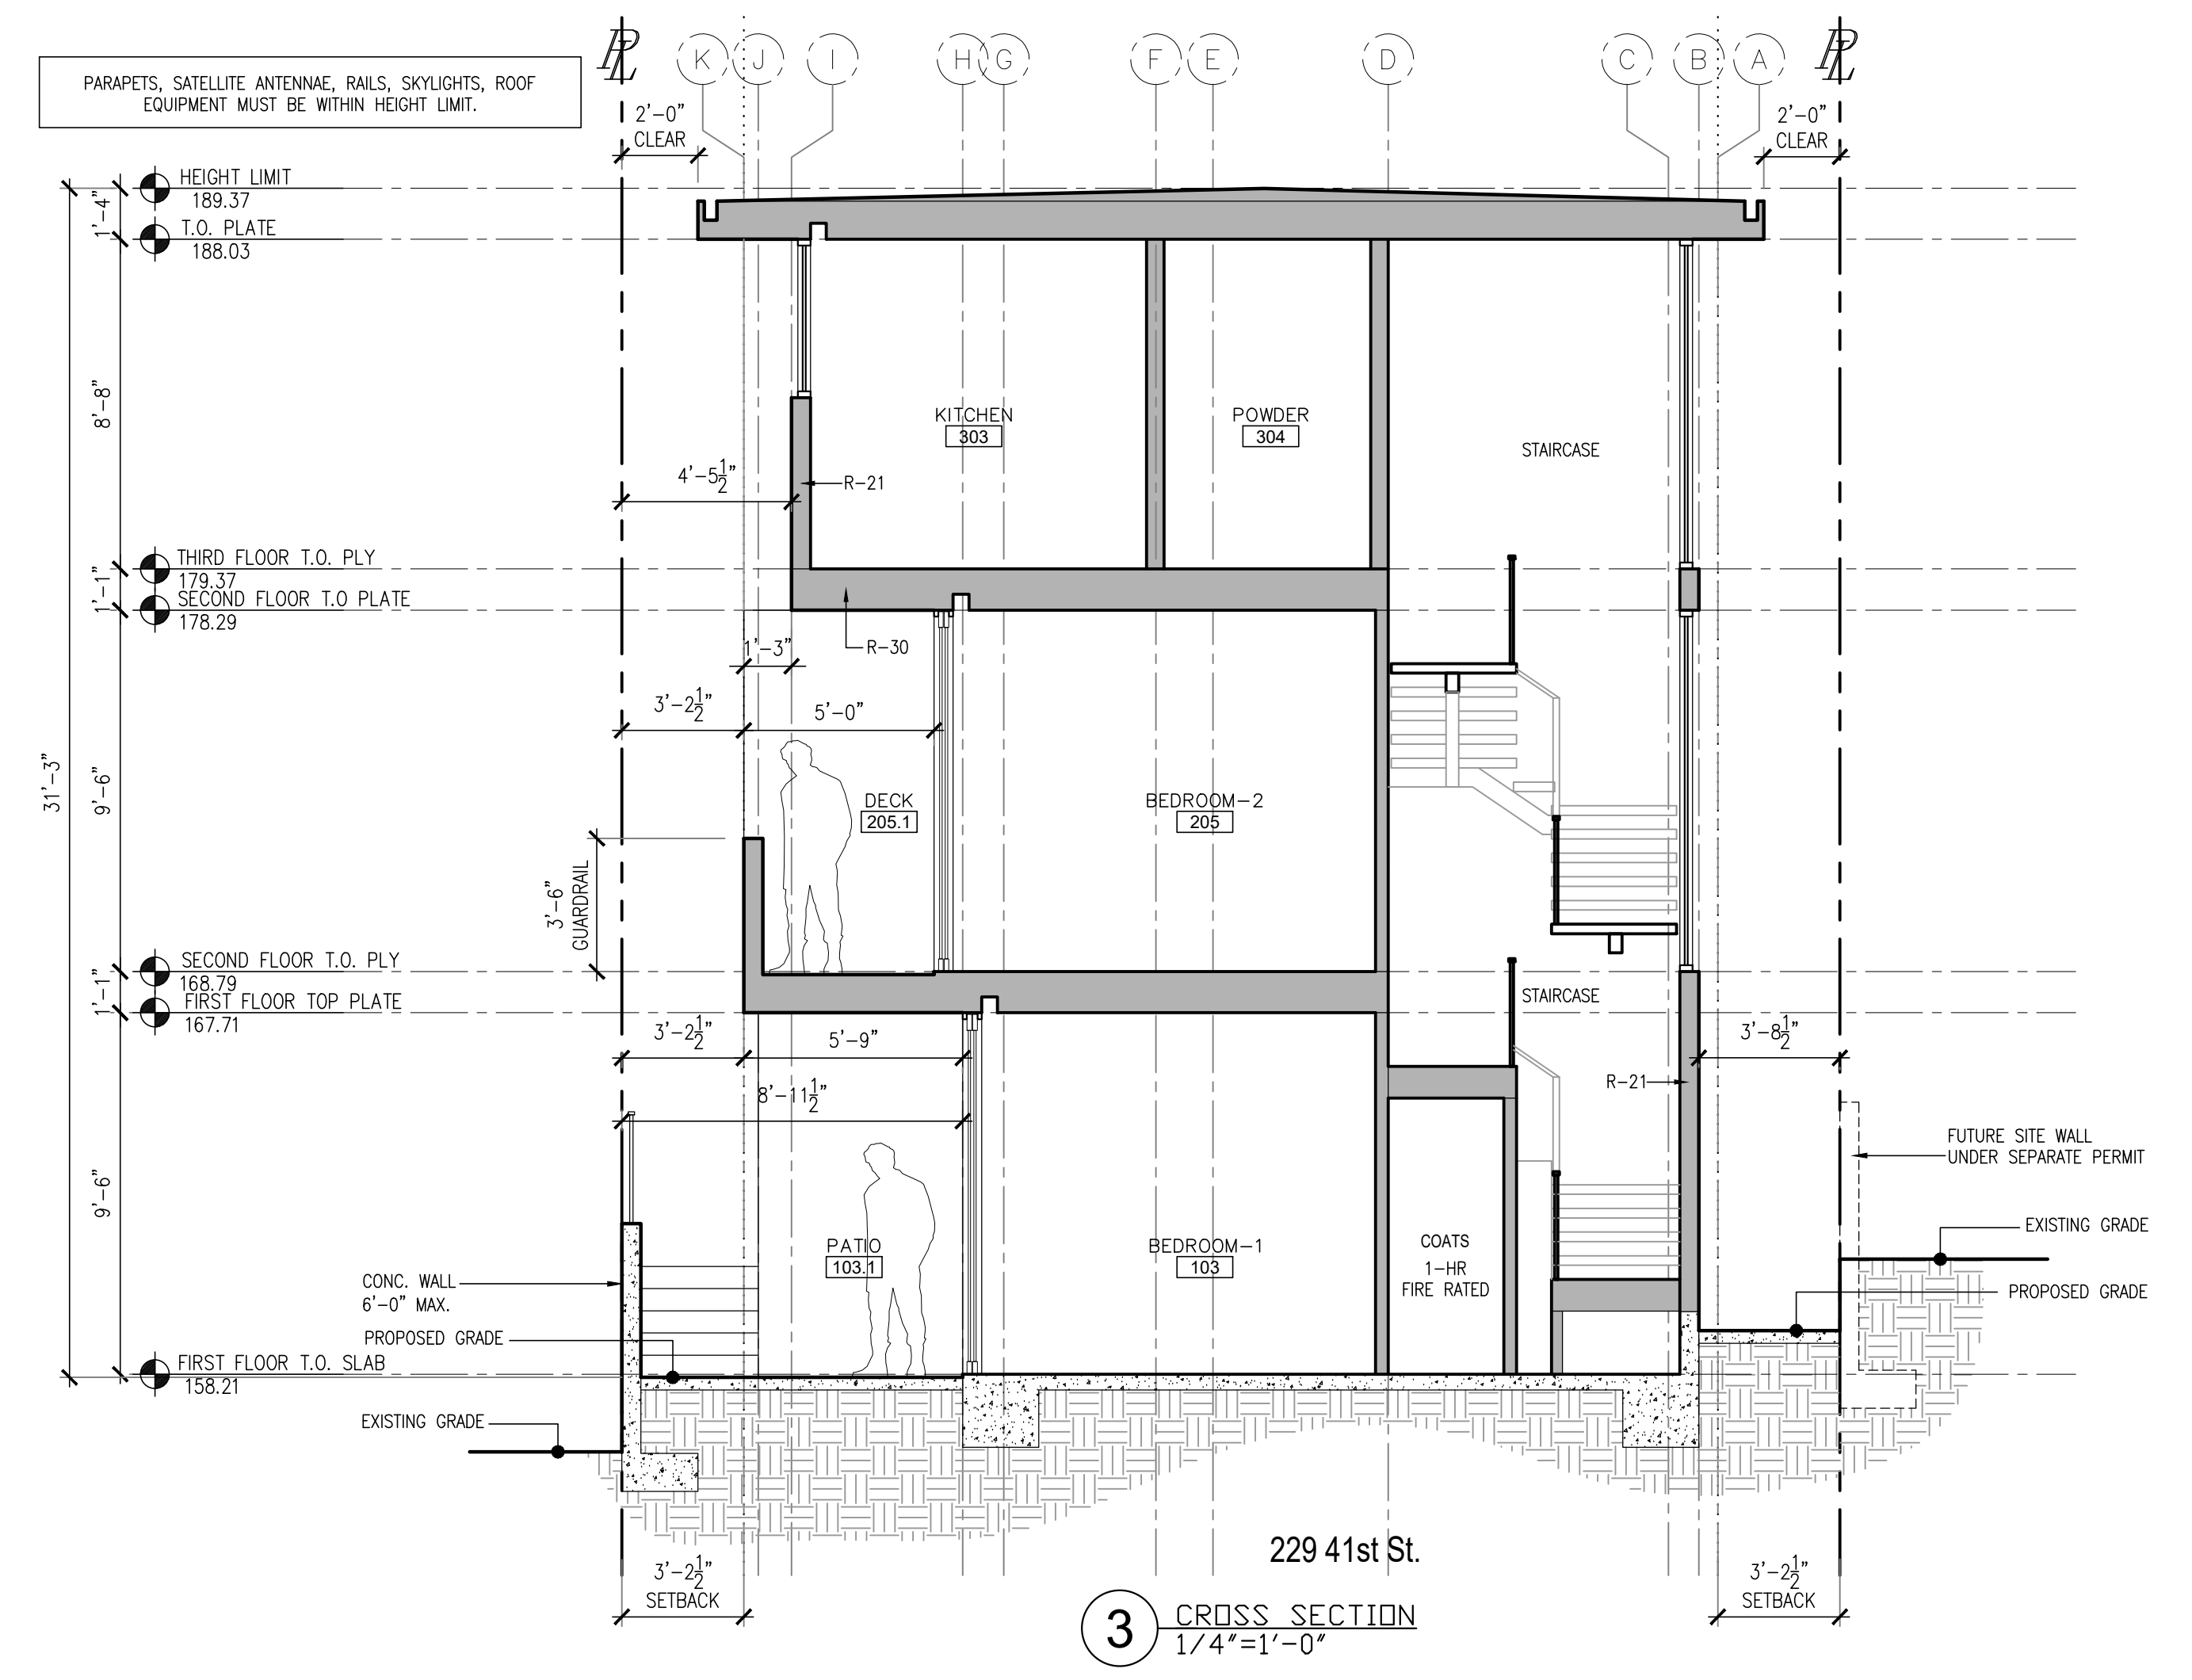 PARAPETS, SATELLITE ANTENNAE, RAILS, SKYLIGHTS, ROOF
EQUIPMENT MUST BE WITHIN HEIGHT LIMIT.
PL
K
J
I
H
G
F
E
D
C
B
A
PL
2'-0"
CLEAR
2'-0"
CLEAR
HEIGHT LIMIT
189.37
1'-4"
T.O. PLATE
188.03
8'-8"
KITCHEN
303
POWDER
304
STAIRCASE
4'-5½"
R-21
THIRD FLOOR T.O. PLY
179.37
1'-1"
SECOND FLOOR T.O PLATE
178.29
1'-3"
R-30
3'-2½"
5'-0"
31'-3"
9'-6"
DECK
205.1
BEDROOM-2
205
3'-6"
GUARDRAIL
SECOND FLOOR T.O. PLY
168.79
1'-1"
FIRST FLOOR TOP PLATE
167.71
STAIRCASE
3'-2½"
5'-9"
3'-8½"
8'-11½"
R-21
FUTURE SITE WALL
UNDER SEPARATE PERMIT
9'-6"
EXISTING GRADE
PATIO
103.1
BEDROOM-1
103
COATS
1-HR
FIRE RATED
CONC. WALL
6'-0" MAX.
PROPOSED GRADE
PROPOSED GRADE
FIRST FLOOR T.O. SLAB
158.21
EXISTING GRADE
229 41st St.
3'-2½"
SETBACK
3'-2½"
SETBACK
3
CROSS SECTION
1/4"=1'-0"